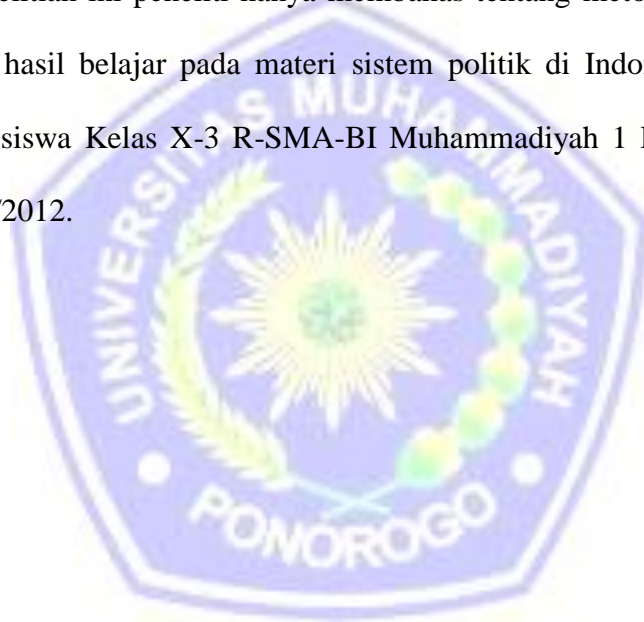 hasil belajar pada materi sistem politik di Indo
siswa Kelas X-3 R-SMA-BI Muhammadiyah 1
/2012.
UNIVERSITAS MUHAMMADIYAH
PONOROGO